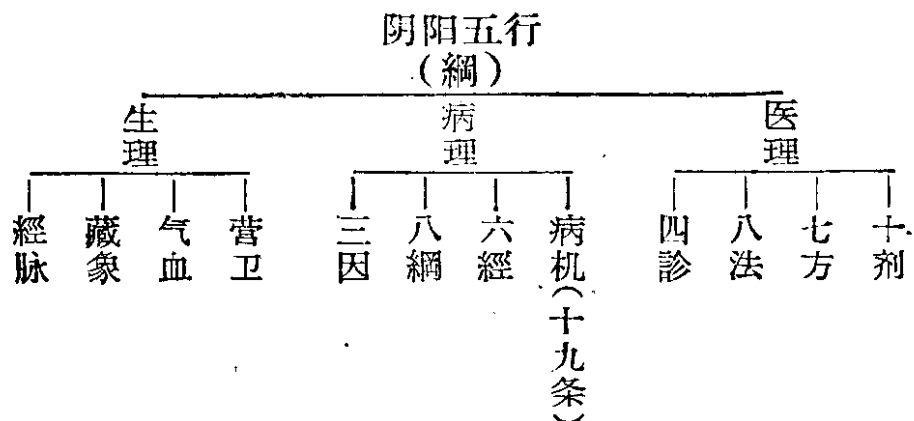 阴阳五行
(綱)
生理
病理
医理
經脉
藏象
气血
营卫
三因
八綱
六經
病机(十九条)
四診
八法
七方
十剂